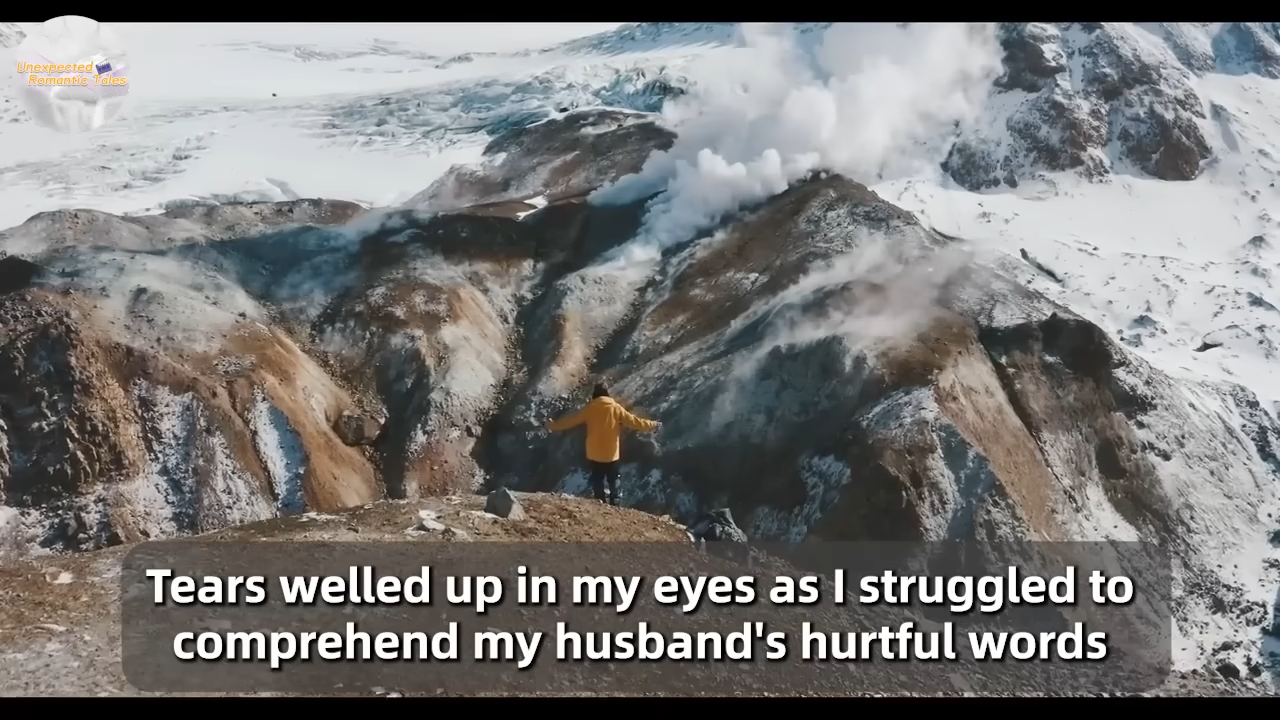 Unexpected
Romantic Tales
Tears welled up in my eyes as I struggled to
comprehend my husband's hurtful words